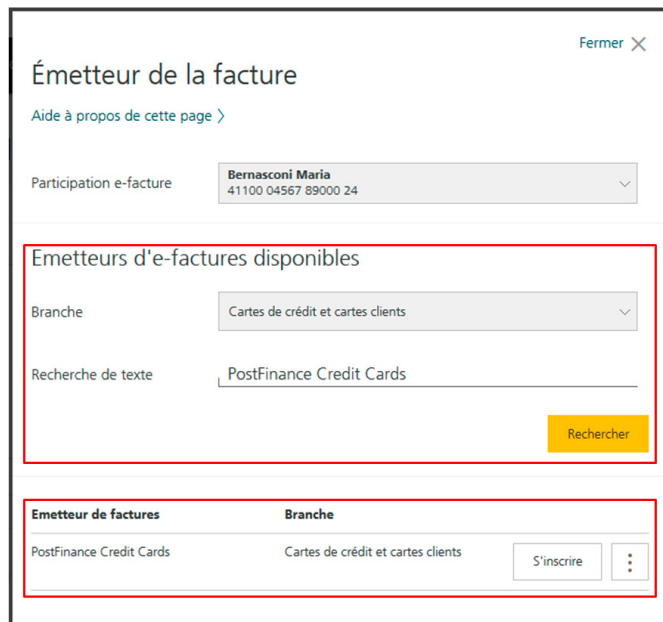 Fermer
Émetteur de la facture
Aide à propos de cette page
Participation e-facture
Bernasconi Maria
41100 04567 89000 24
Emetteurs d'e-factures disponibles
Branche
Cartes de crédit et cartes clients
Recherche de texte
PostFinance Credit Cards
Rechercher
Emetteur de factures Branche
PostFinance Credit Cards Cartes de crédit et cartes clients S'inscrire